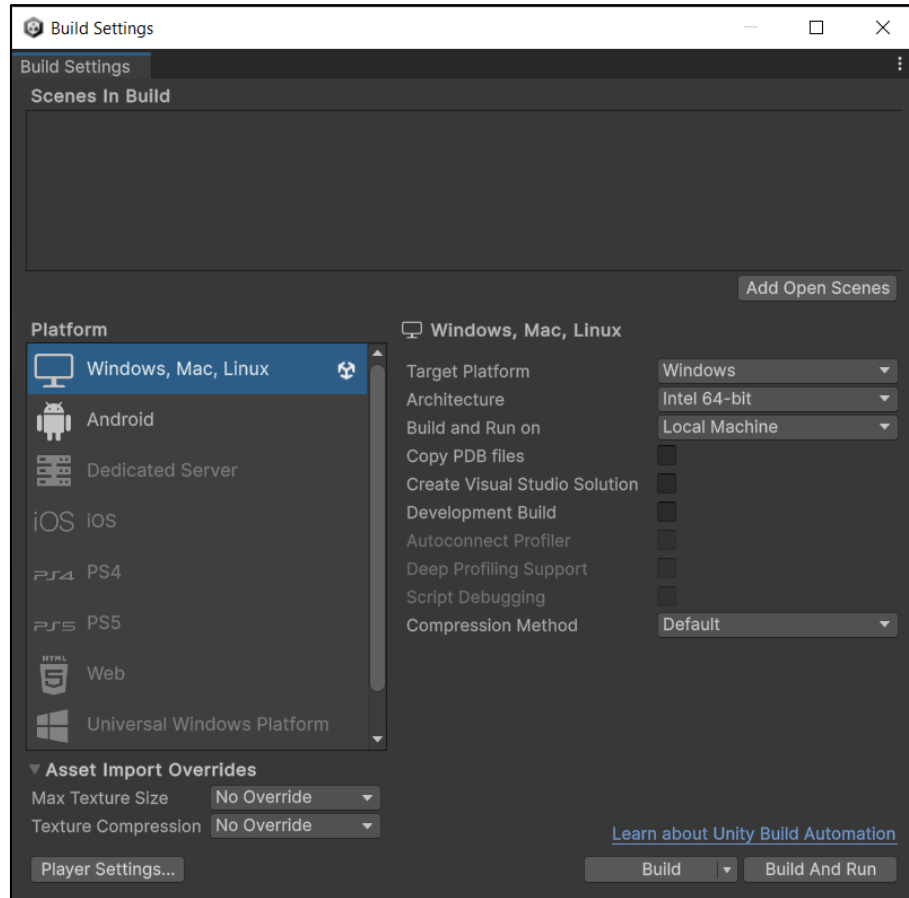 Build Settings
Build Settings
Scenes In Build
Add Open Scenes
Platform
Windows, Mac, Linux
Android
Dedicated Server
iOS iOS
PS4 PS4
PS5 PS5
HTML
5 Web
Universal Windows Platform
Asset Import Overrides
Max Texture Size No Override
Texture Compression No Override
Player Settings...
Windows, Mac, Linux
Target Platform Windows
Architecture Intel 64-bit
Build and Run on Local Machine
Copy PDB files
Create Visual Studio Solution
Development Build
Autoconnect Profiler
Deep Profiling Support
Script Debugging
Compression Method Default
Learn about Unity Build Automation
Build Build And Run